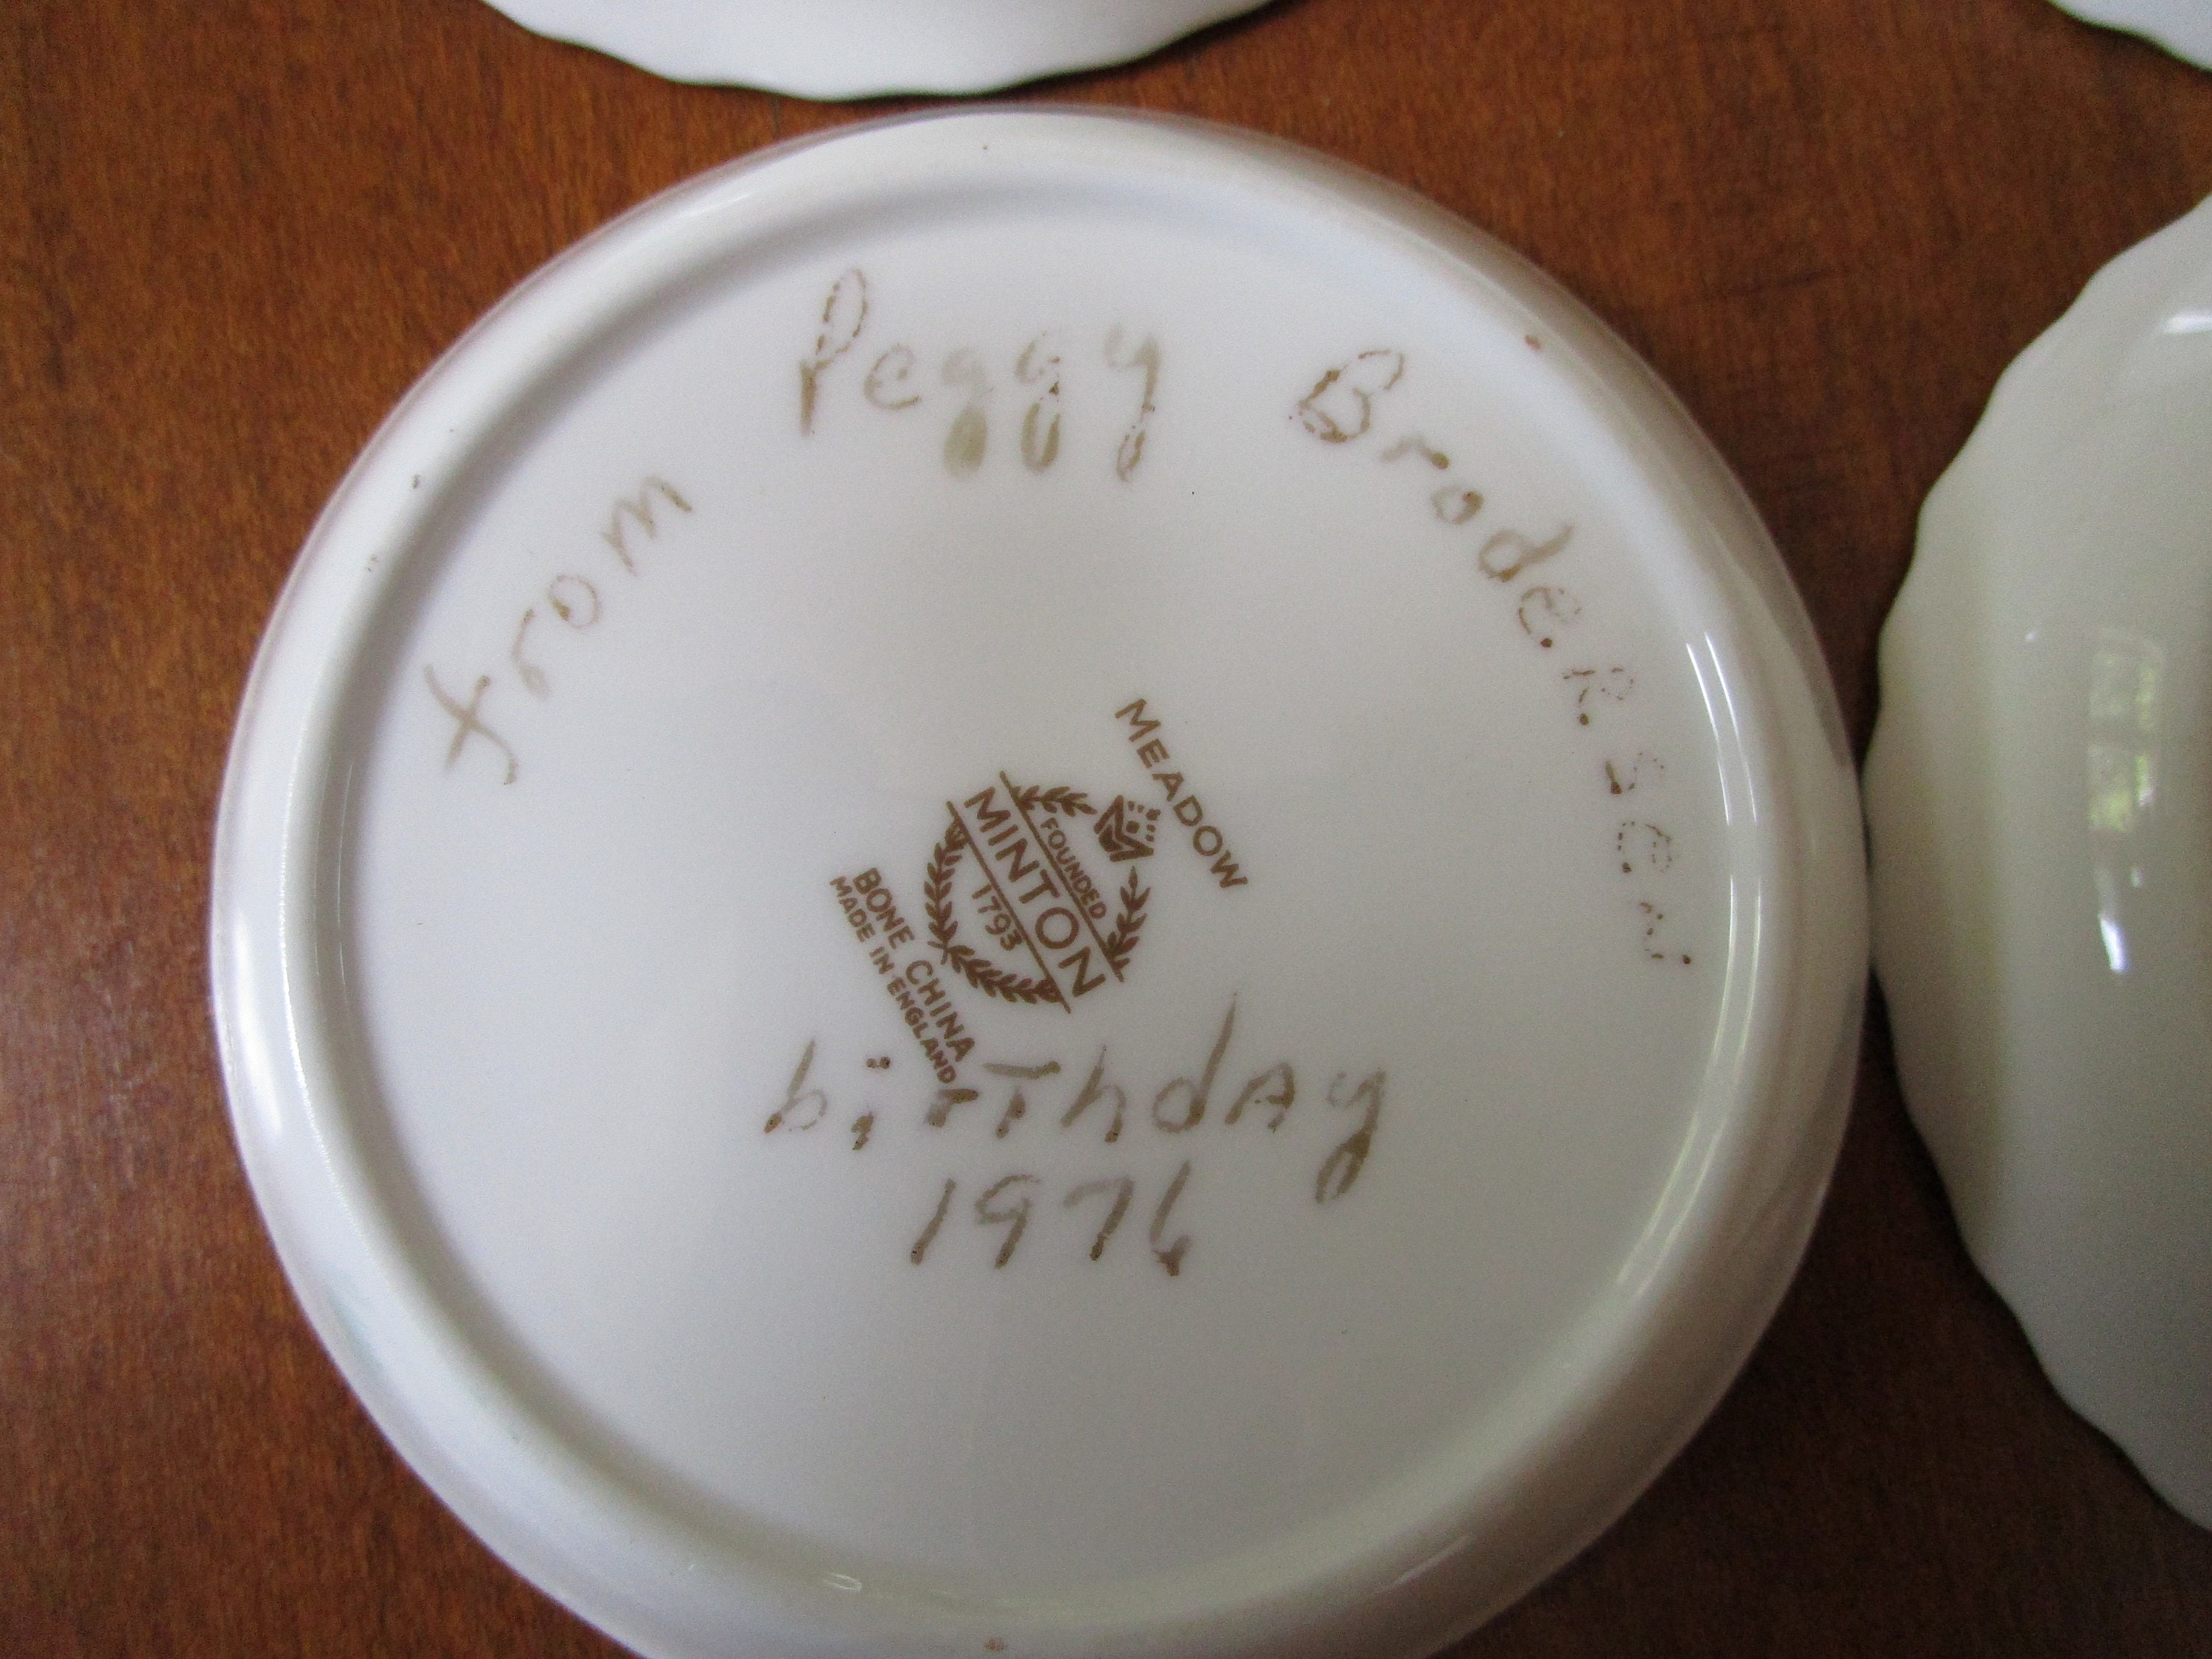 from Peggy Brodersen
MEADOW
FOUNDED
MINTON
1793
BONE CHINA
MADE IN ENGLAND
birthday
1976